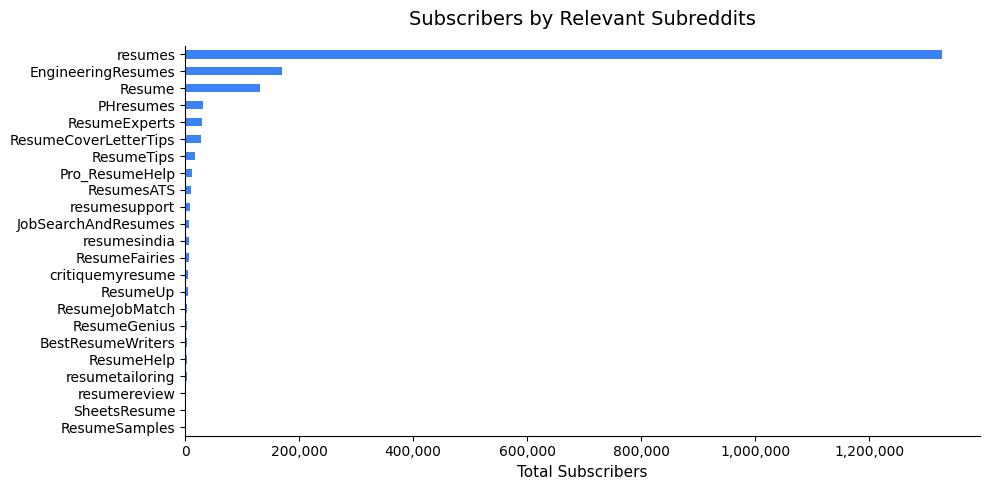 Subscribers by Relevant Subreddits
resumes
EngineeringResumes
Resume
PHresumes
ResumeExperts
ResumeCoverLetterTips
ResumeTips
Pro_ResumeHelp
ResumesATS
resumesupport
JobSearchAndResumes
resumesindia
ResumeFairies
critiquemyresume
ResumeUp
ResumeJobMatch
ResumeGenius
BestResumeWriters
ResumeHelp
resumetailoring
resumereview
SheetsResume
ResumeSamples
0 200,000 400,000 600,000 800,000 1,000,000 1,200,000
Total Subscribers